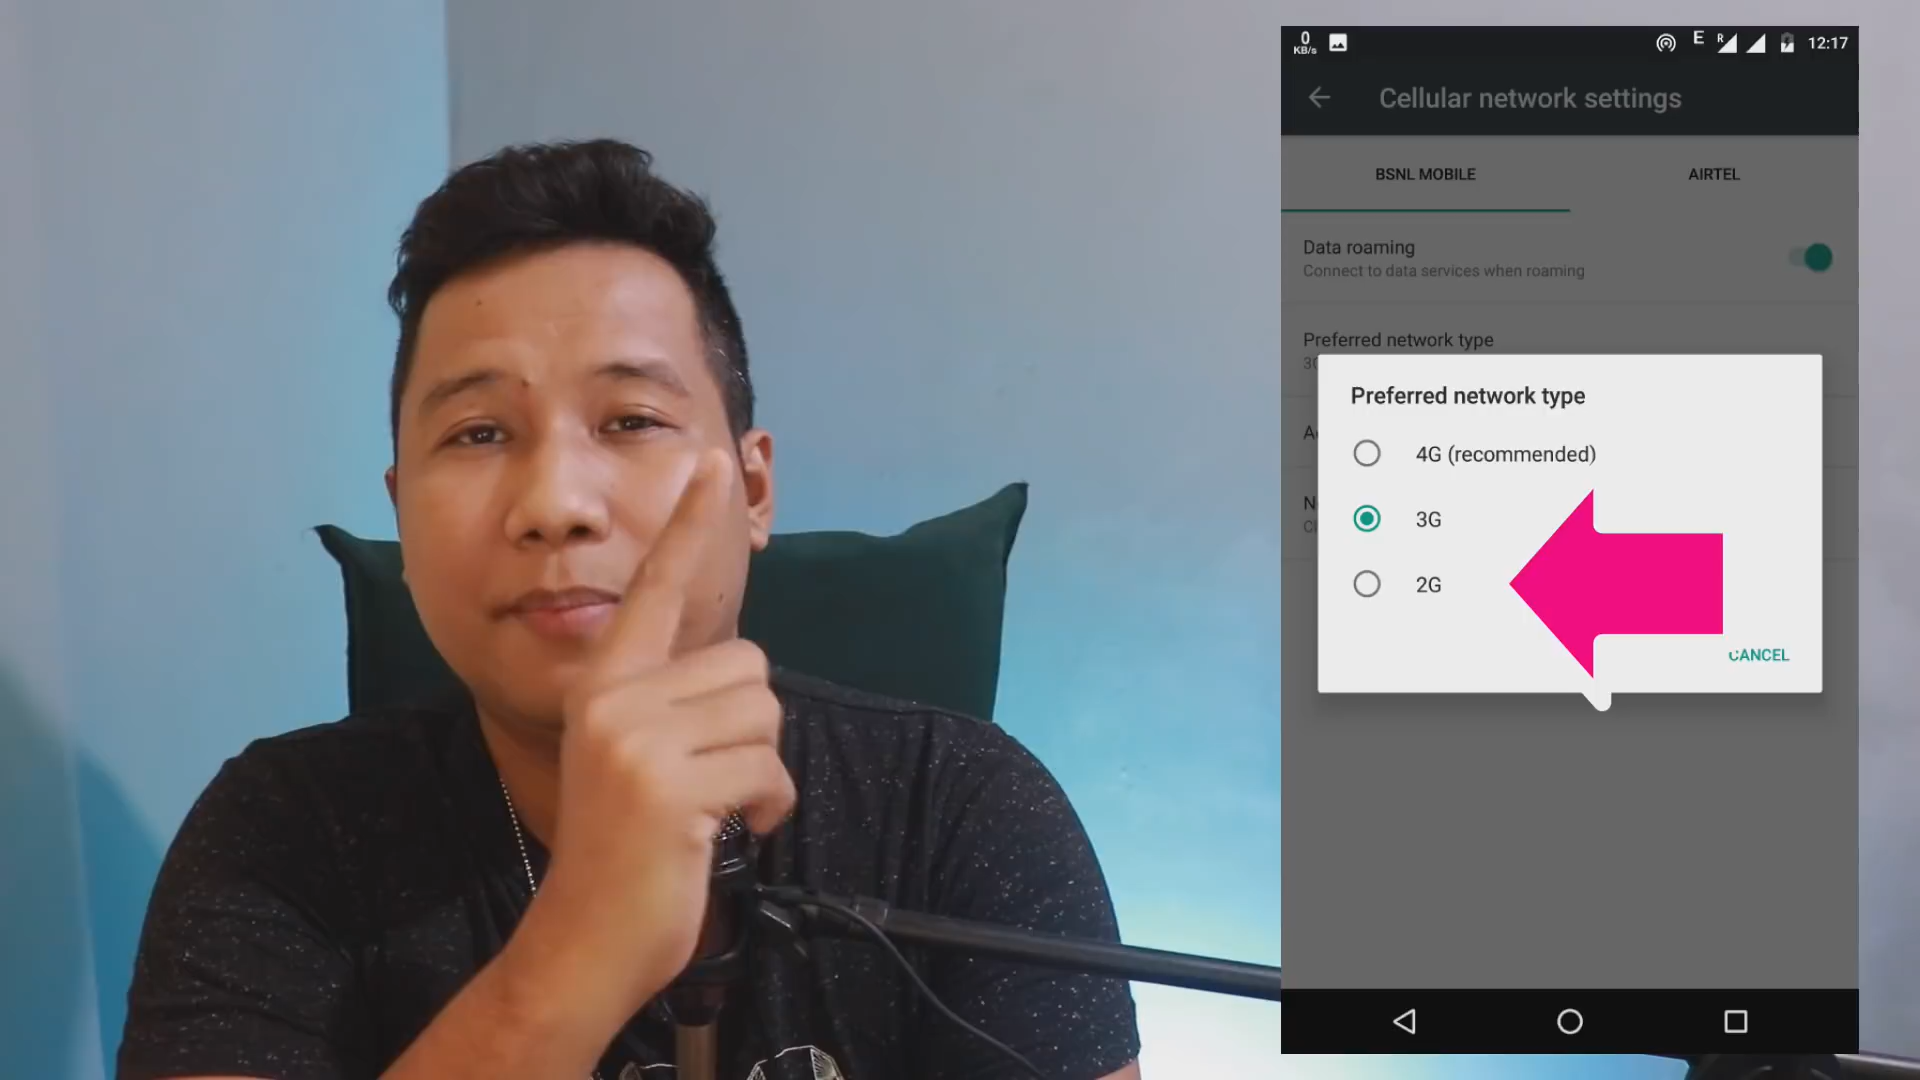 0
KB/s
E
R
12:17
Cellular network settings
BSNL MOBILE
AIRTEL
Data roaming
Connect to data services when roaming
Preferred network type
Preferred network type
4G (recommended)
3G
2G
CANCEL